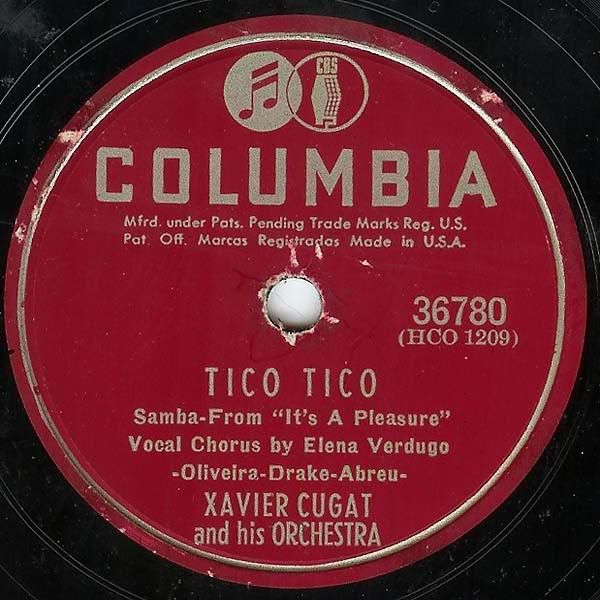 CBS
COLUMBIA
Mfrd. under Pats. Pending Trade Marks Reg. U.S.
Pat. Off. Marcas Registradas Made in U.S.A.
36780
(HCO 1209)
TICO TICO
Samba-From "It's A Pleasure"
Vocal Chorus by Elena Verdugo
-Oliveira-Drake-Abreu-
XAVIER CUGAT
and his ORCHESTRA